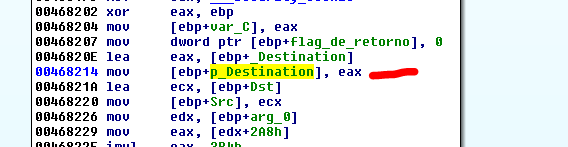 00468202 xor eax, ebp
00468204 mov [ebp+var_C], eax
00468207 mov dword ptr [ebp+flag_de_retorno], 0
0046820E lea eax, [ebp+_Destination]
00468214 mov [ebp+p_Destination], eax
0046821A lea ecx, [ebp+Dst]
00468220 mov [ebp+Src], ecx
00468226 mov edx, [ebp+arg_0]
00468229 mov eax, [edx+2A8h]